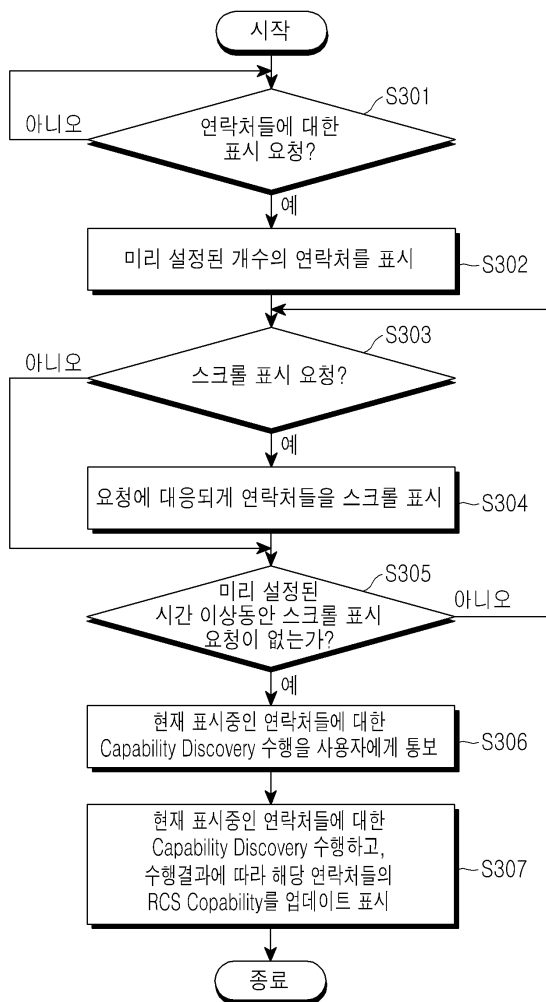 시작
S301
연락처들에 대한
표시 요청?
아니오
예
미리 설정된 개수의 연락처를 표시
S302
S303
스크롤 표시 요청?
아니오
예
요청에 대응되게 연락처들을 스크롤 표시
S304
S305
미리 설정된
시간 이상동안 스크롤 표시
요청이 없는가?
아니오
예
현재 표시중인 연락처들에 대한
Capability Discovery 수행을 사용자에게 통보
S306
현재 표시중인 연락처들에 대한
Capability Discovery 수행하고,
수행결과에 따라 해당 연락처들의
RCS Copability를 업데이트 표시
S307
종료